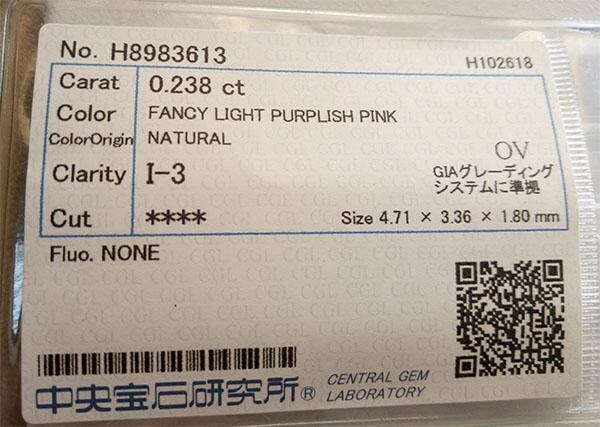 No. H8983613
H102618
Carat 0.238 ct
Color FANCY LIGHT PURPLISH PINK
ColorOrigin NATURAL
Clarity I-3
OV
GIAグレーディング
システムに準拠
Cut ****
Size 4.71 × 3.36 × 1.80 mm
Fluo. NONE
中央宝石研究所®
CENTRAL GEM
LABORATORY